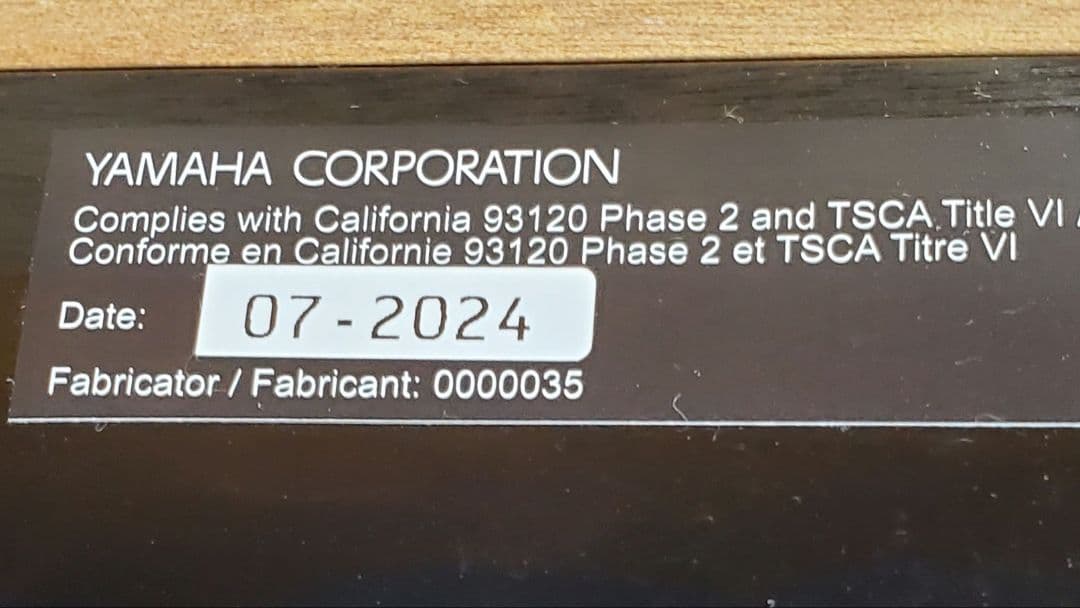 YAMAHA CORPORATION
Complies with California 93120 Phase 2 and TSCA Title VI
Conforme en Californie 93120 Phase 2 et TSCA Titre VI
Date: 07-2024
Fabricator / Fabricant: 0000035